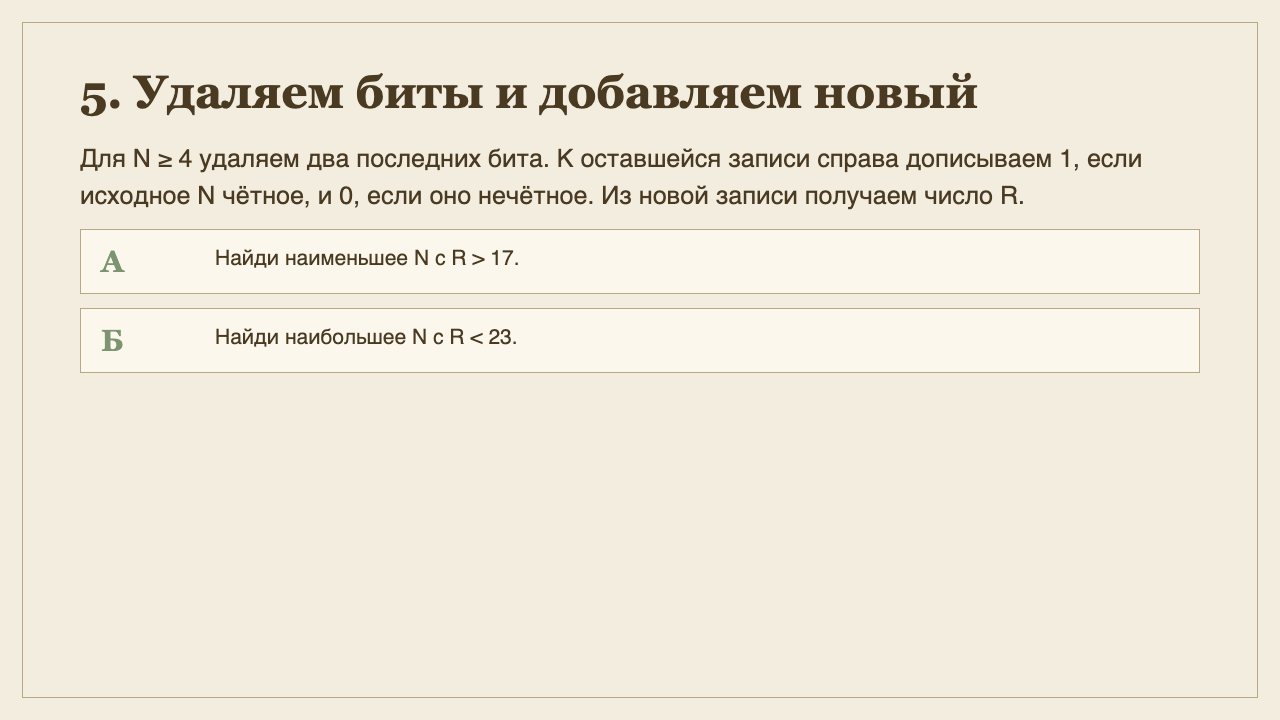 5. Удаляем биты и добавляем новый
Для N ≥ 4 удаляем два последних бита. К оставшейся записи справа дописываем 1, если
исходное N чётное, и 0, если оно нечётное. Из новой записи получаем число R.
А Найди наименьшее N с R > 17.
Б Найди наибольшее N с R < 23.